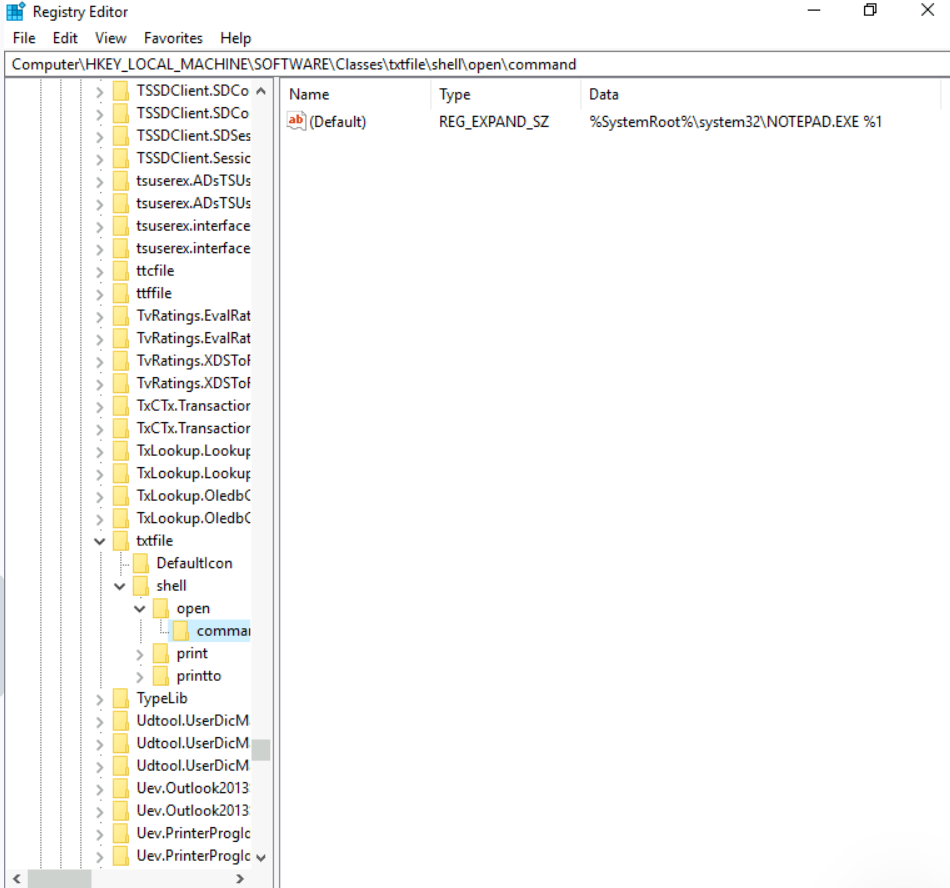 Registry Editor
File Edit View Favorites Help
Computer\HKEY_LOCAL_MACHINE\SOFTWARE\Classes\txtfile\shell\open\command
Name Type Data
ab (Default) REG_EXPAND_SZ %SystemRoot%\system32\NOTEPAD.EXE %1
TSSDClient.SDCo
TSSDClient.SDCo
TSSDClient.SDSes
TSSDClient.Sessic
tsuserex.ADsTSUs
tsuserex.ADsTSUs
tsuserex.interface
tsuserex.interface
ttcfile
ttffile
TvRatings.EvalRat
TvRatings.EvalRat
TvRatings.XDSToF
TvRatings.XDSToF
TxCTx.Transaction
TxCTx.Transaction
TxLookup.Lookup
TxLookup.Lookup
TxLookup.OledbC
TxLookup.OledbC
txtfile
DefaultIcon
shell
open
comman
print
printto
TypeLib
Udtool.UserDicM
Udtool.UserDicM
Udtool.UserDicM
Uev.Outlook2013
Uev.Outlook2013
Uev.PrinterProgIc
Uev.PrinterProgIc